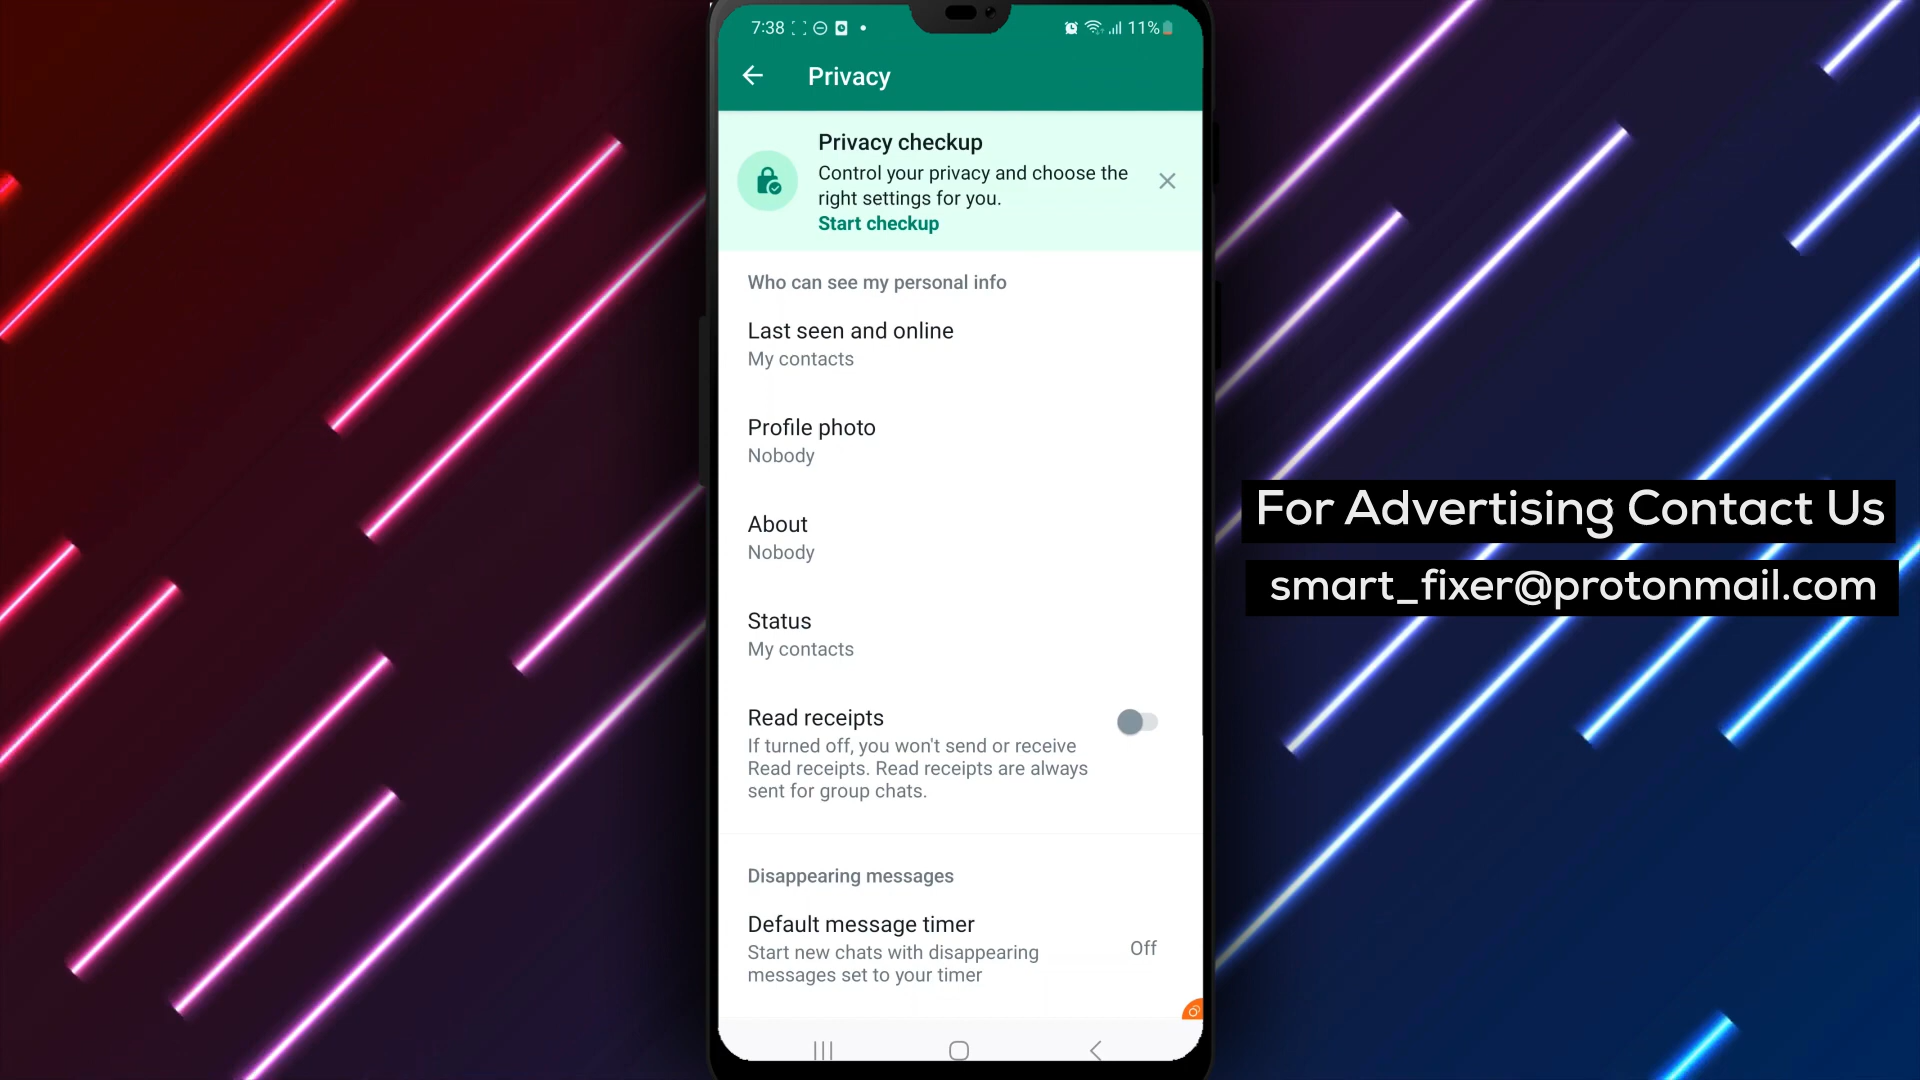 7:38
11%
Privacy
Privacy checkup
Control your privacy and choose the
right settings for you.
Start checkup
Who can see my personal info
Last seen and online
My contacts
Profile photo
Nobody
About
Nobody
Status
My contacts
Read receipts
If turned off, you won't send or receive
Read receipts. Read receipts are always
sent for group chats.
Disappearing messages
Default message timer
Start new chats with disappearing
messages set to your timer
Off
For Advertising Contact Us
smart_fixer@protonmail.com